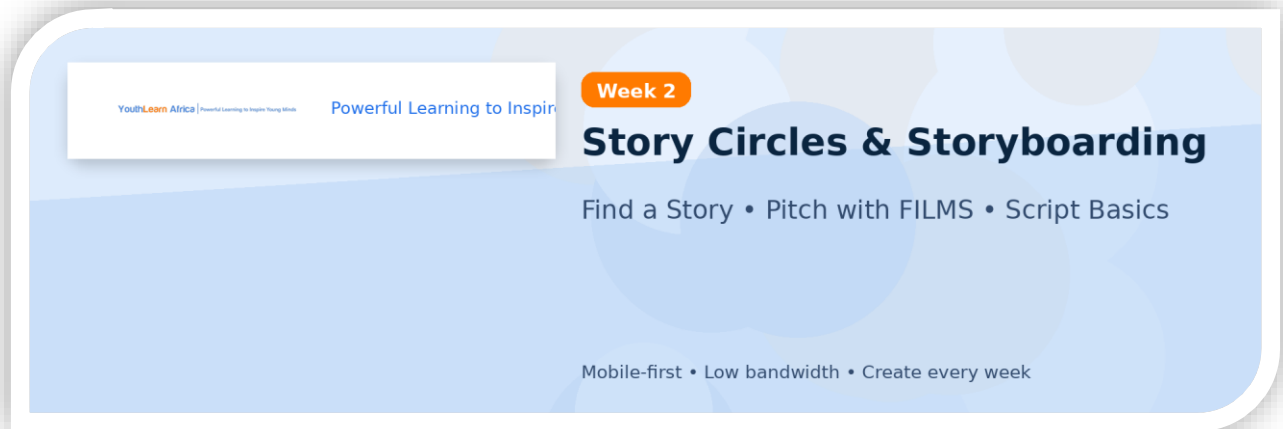 YouthLearn Africa Powerful Learning to Inspire Young Minds
Powerful Learning to Inspir
Week 2
Story Circles & Storyboarding
Find a Story • Pitch with FILMS • Script Basics
Mobile-first • Low bandwidth • Create every week